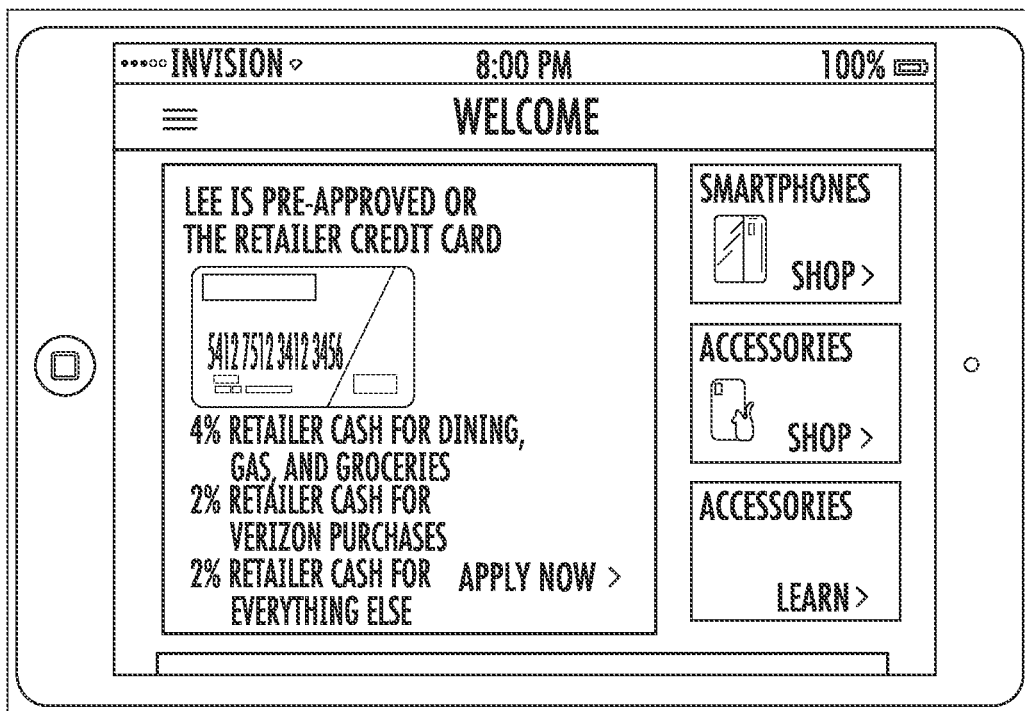 INVISION 8:00 PM 100%
WELCOME
LEE IS PRE-APPROVED OR
THE RETAILER CREDIT CARD
5412 7512 3412 3456
4% RETAILER CASH FOR DINING,
GAS, AND GROCERIES
2% RETAILER CASH FOR
VERIZON PURCHASES
2% RETAILER CASH FOR
EVERYTHING ELSE
APPLY NOW >
SMARTPHONES
SHOP >
ACCESSORIES
SHOP >
ACCESSORIES
LEARN >